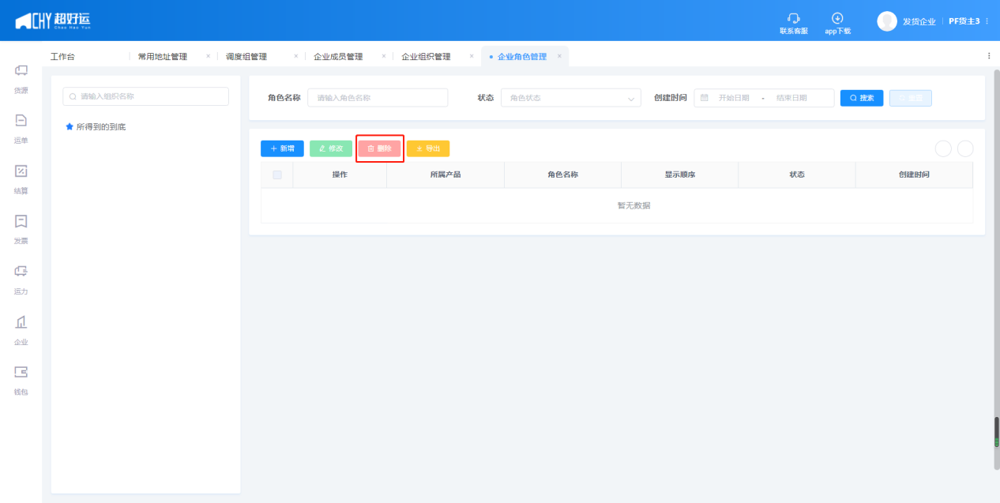 CHY 超好运
Chao Hao Yun
联系客服
app下载
发货企业
PF货主3
工作台
常用地址管理
调度组管理
企业成员管理
企业组织管理
企业角色管理
货源
运单
结算
发票
运力
企业
钱包
请输入组织名称
所得到的到底
角色名称 请输入角色名称
状态 角色状态
创建时间 开始日期 - 结束日期
搜索
新增
修改
删除
导出
操作 所属产品 角色名称 显示顺序 状态 创建时间
暂无数据